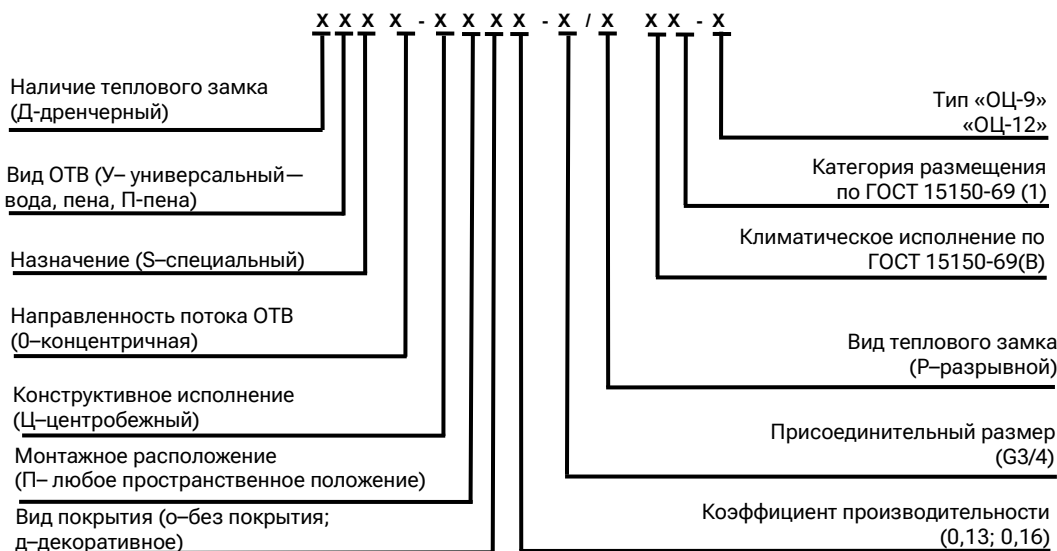 X X X X - X X X X - X / X X X - X
Наличие теплового замка
(Д-дренчерный)
Вид ОТВ (У– универсальный—
вода, пена, П-пена)
Назначение (S–специальный)
Направленность потока ОТВ
(0–концентричная)
Конструктивное исполнение
(Ц–центробежный)
Монтажное расположение
(П– любое пространственное положение)
Вид покрытия (о–без покрытия;
д–декоративное)
Тип «ОЦ-9»
«ОЦ-12»
Категория размещения
по ГОСТ 15150-69 (1)
Климатическое исполнение по
ГОСТ 15150-69(В)
Вид теплового замка
(Р–разрывной)
Присоединительный размер
(G3/4)
Коэффициент производительности
(0,13; 0,16)